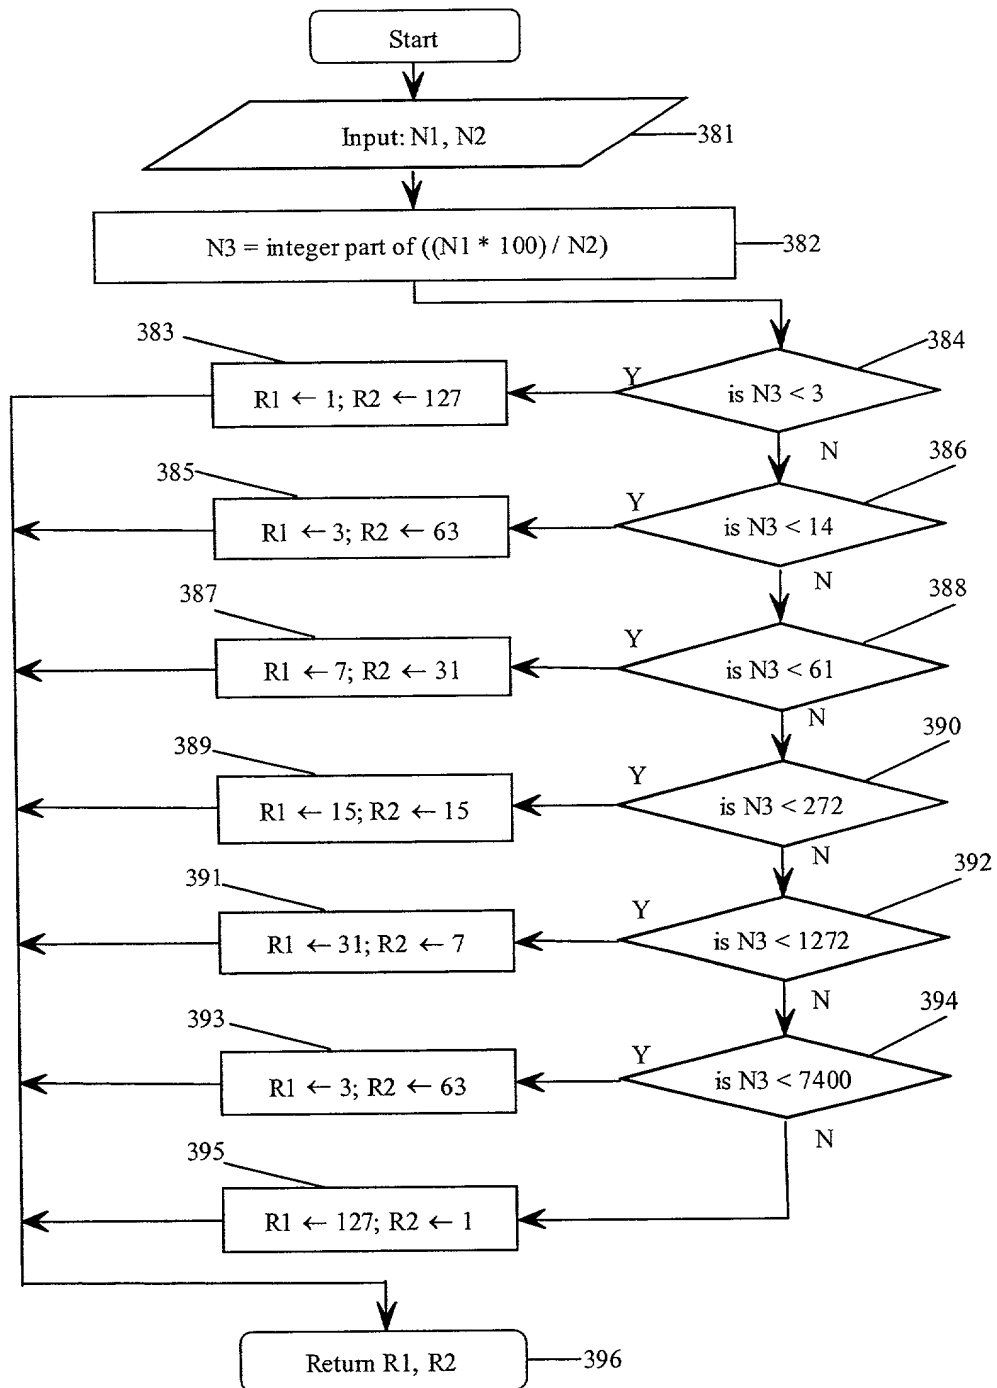 Start
Input: N1, N2
381
N3 = integer part of ((N1 * 100) / N2)
382
383
384
R1 ← 1; R2 ← 127
Y
is N3 < 3
N
385
386
R1 ← 3; R2 ← 63
Y
is N3 < 14
N
387
388
R1 ← 7; R2 ← 31
Y
is N3 < 61
N
389
390
R1 ← 15; R2 ← 15
Y
is N3 < 272
N
391
392
R1 ← 31; R2 ← 7
Y
is N3 < 1272
N
393
394
R1 ← 3; R2 ← 63
Y
is N3 < 7400
N
395
R1 ← 127; R2 ← 1
Return R1, R2
396